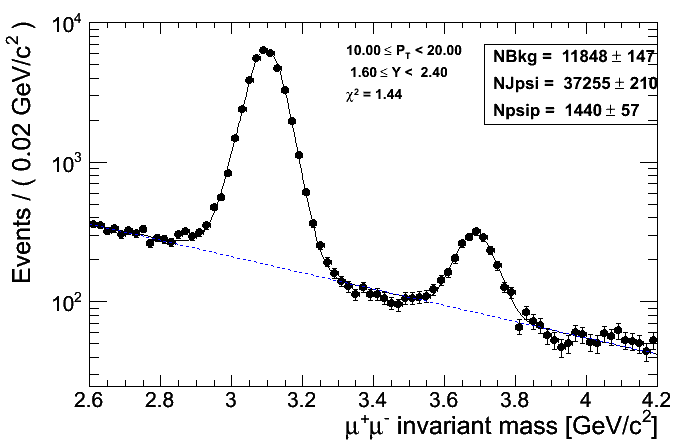 10.00 ≤ P_T < 20.00
1.60 ≤ Y < 2.40
χ² = 1.44
NBkg = 11848 ± 147
NJpsi = 37255 ± 210
Npsip = 1440 ± 57
Events / ( 0.02 GeV/c² )
10⁴
10³
10²
2.6 2.8 3 3.2 3.4 3.6 3.8 4 4.2
μ⁺μ⁻ invariant mass [GeV/c²]